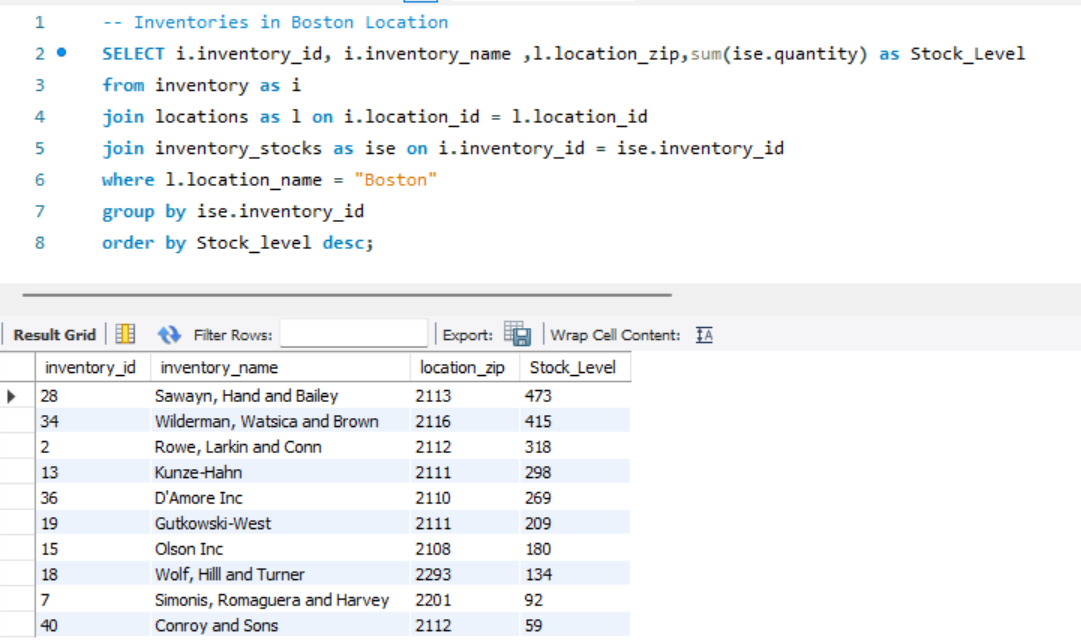 1 -- Inventories in Boston Location
2 SELECT i.inventory_id, i.inventory_name ,l.location_zip,sum(ise.quantity) as Stock_Level
3 from inventory as i
4 join locations as l on i.location_id = l.location_id
5 join inventory_stocks as ise on i.inventory_id = ise.inventory_id
6 where l.location_name = "Boston"
7 group by ise.inventory_id
8 order by Stock_level desc;
Result Grid Filter Rows: Export: Wrap Cell Content: IA
inventory_id inventory_name location_zip Stock_Level
28 Sawayn, Hand and Bailey 2113 473
34 Wilderman, Watsica and Brown 2116 415
2 Rowe, Larkin and Conn 2112 318
13 Kunze-Hahn 2111 298
36 D'Amore Inc 2110 269
19 Gutkowski-West 2111 209
15 Olson Inc 2108 180
18 Wolf, Hilll and Turner 2293 134
7 Simonis, Romaguera and Harvey 2201 92
40 Conroy and Sons 2112 59